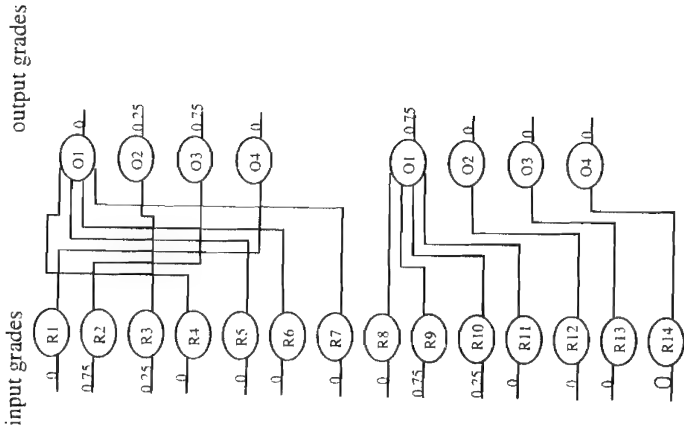 input grades output grades
0 R1
O1 0
0.75 R2
O2 0.25
0.25 R3
0 R4 O3 0.75
0 R5
O4 0
0 R6
0 R7
0 R8
O1 0.75
0.75 R9
O2 0
0.25 R10
0 R11 O3 0
0 R12
O4 0
0 R13
0 R14